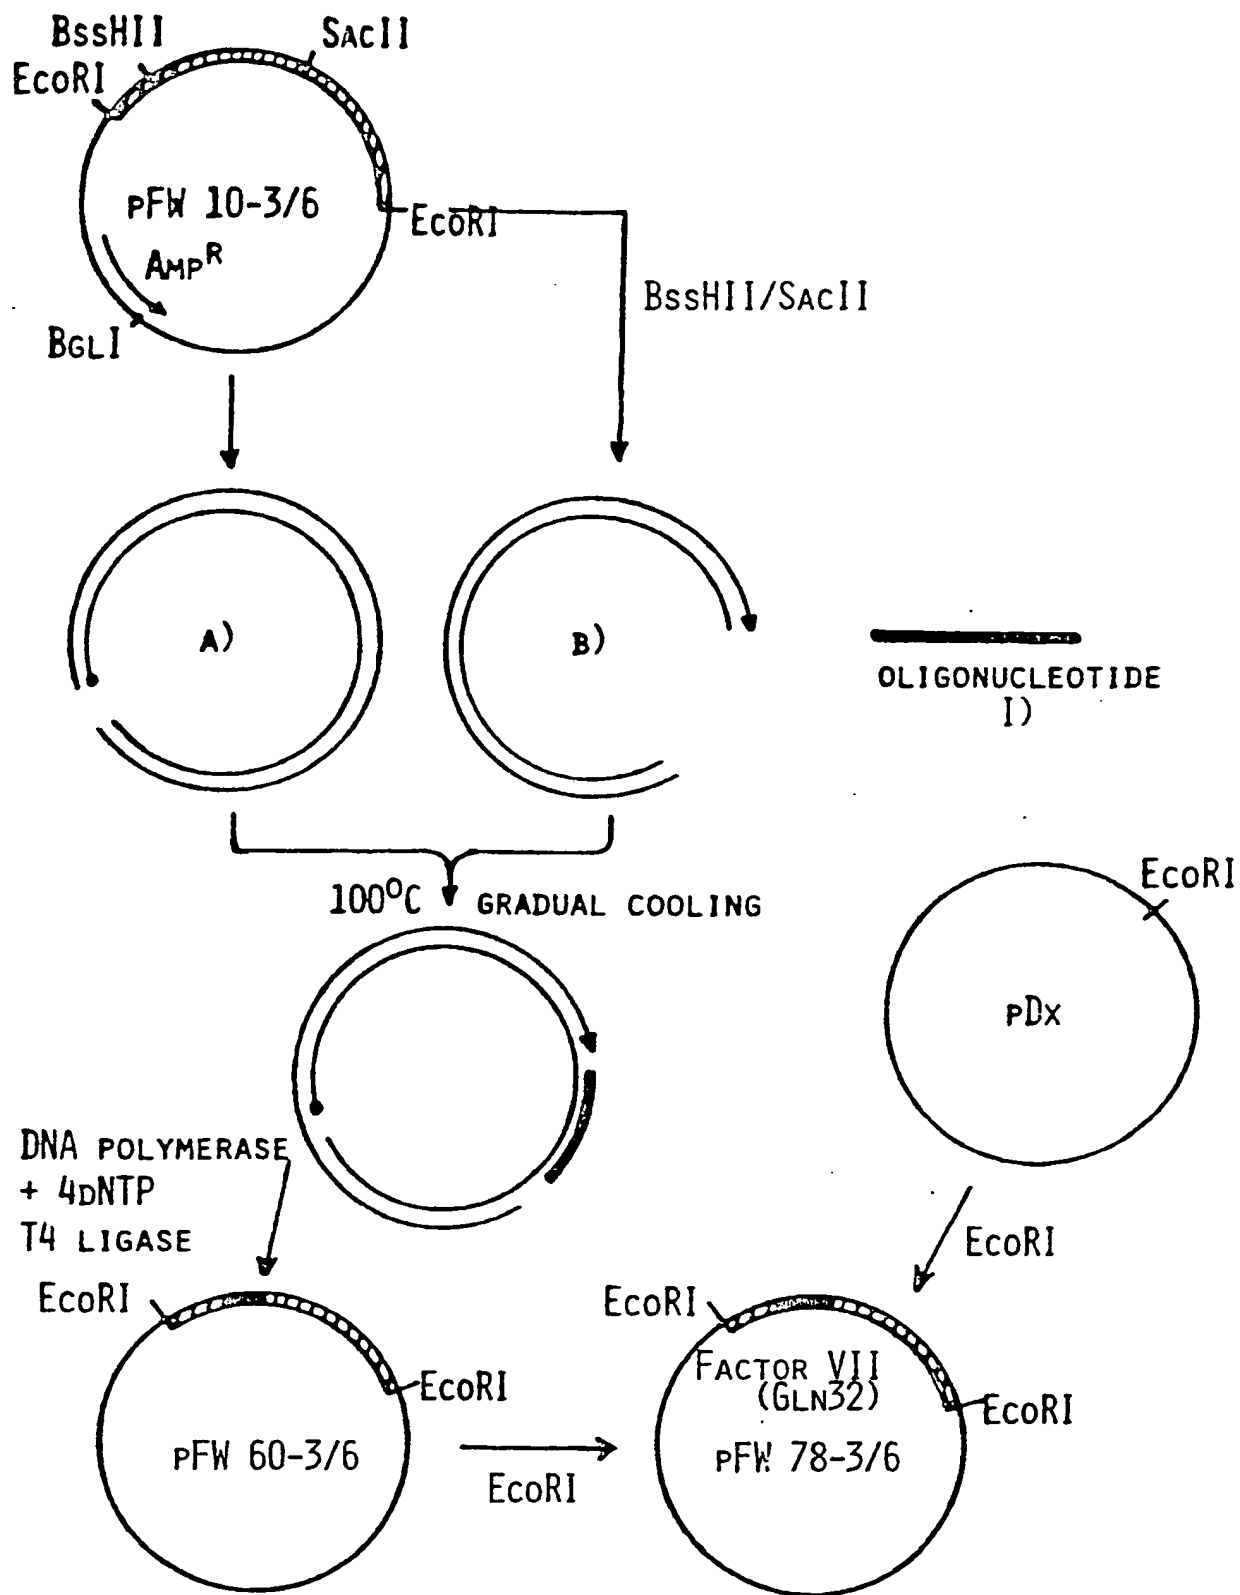 BssHII
SacII
EcoRI
pFW 10-3/6
EcoRI
AmpR
BglI
BssHII/SacII
A)
B)
OLIGONUCLEOTIDE
I)
100°C GRADUAL COOLING
EcoRI
pDx
DNA POLYMERASE
+ 4dNTP
T4 LIGASE
EcoRI
EcoRI
EcoRI
EcoRI
Factor VII
(Gln32)
EcoRI
pFW 60-3/6
pFW 78-3/6
EcoRI